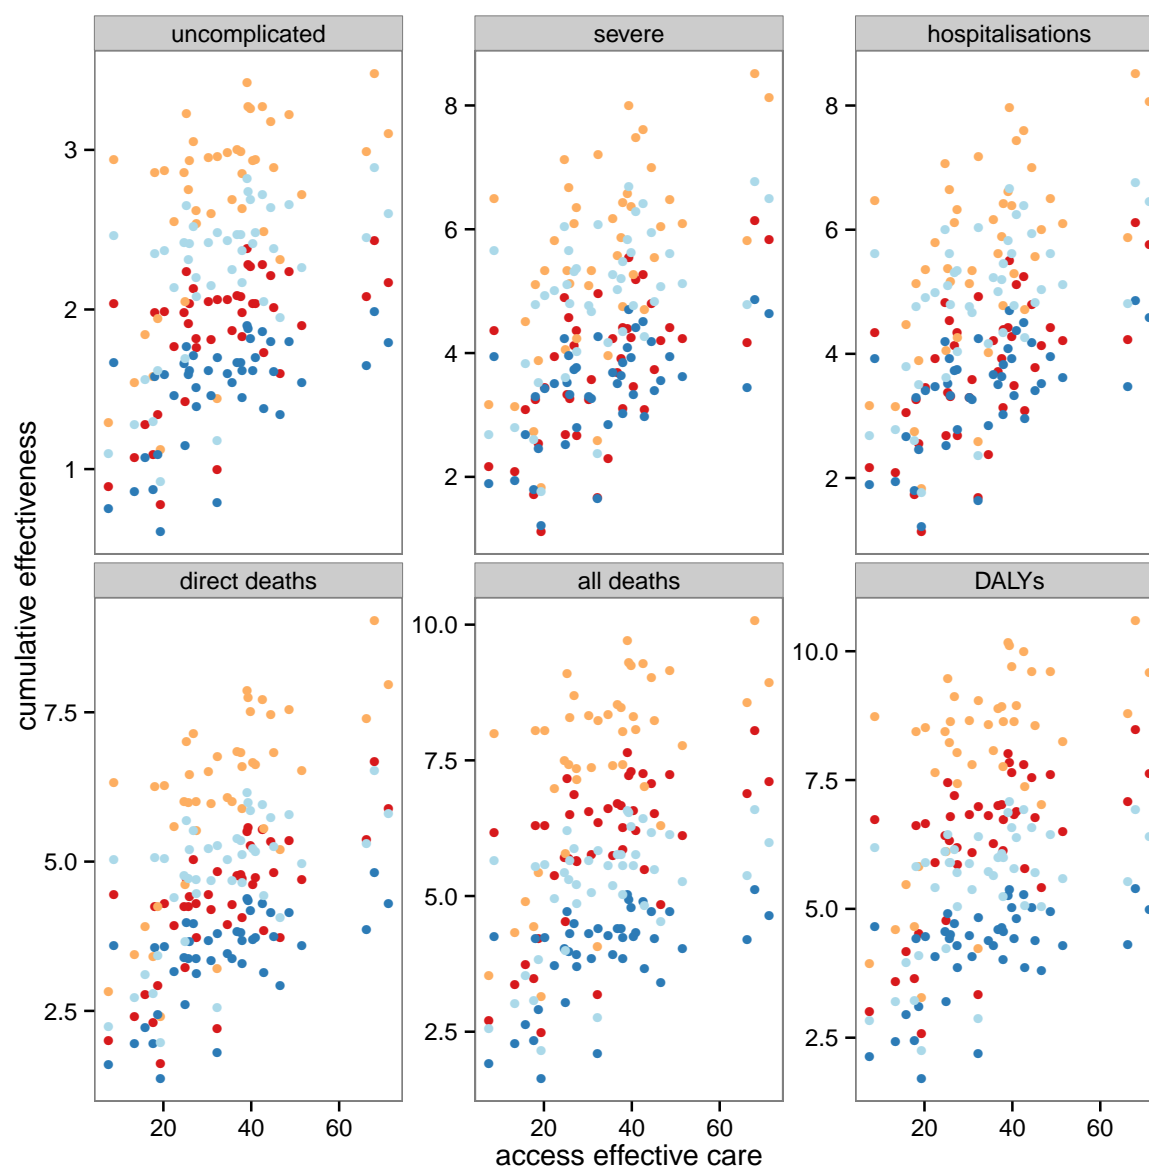 uncomplicated
severe
hospitalisations
3
2
1
8
6
4
2
8
6
4
2
cumulative effectiveness
direct deaths
all deaths
DALYs
7.5
5.0
2.5
10.0
7.5
5.0
2.5
10.0
7.5
5.0
2.5
20 40 60
20 40 60
20 40 60
access effective care